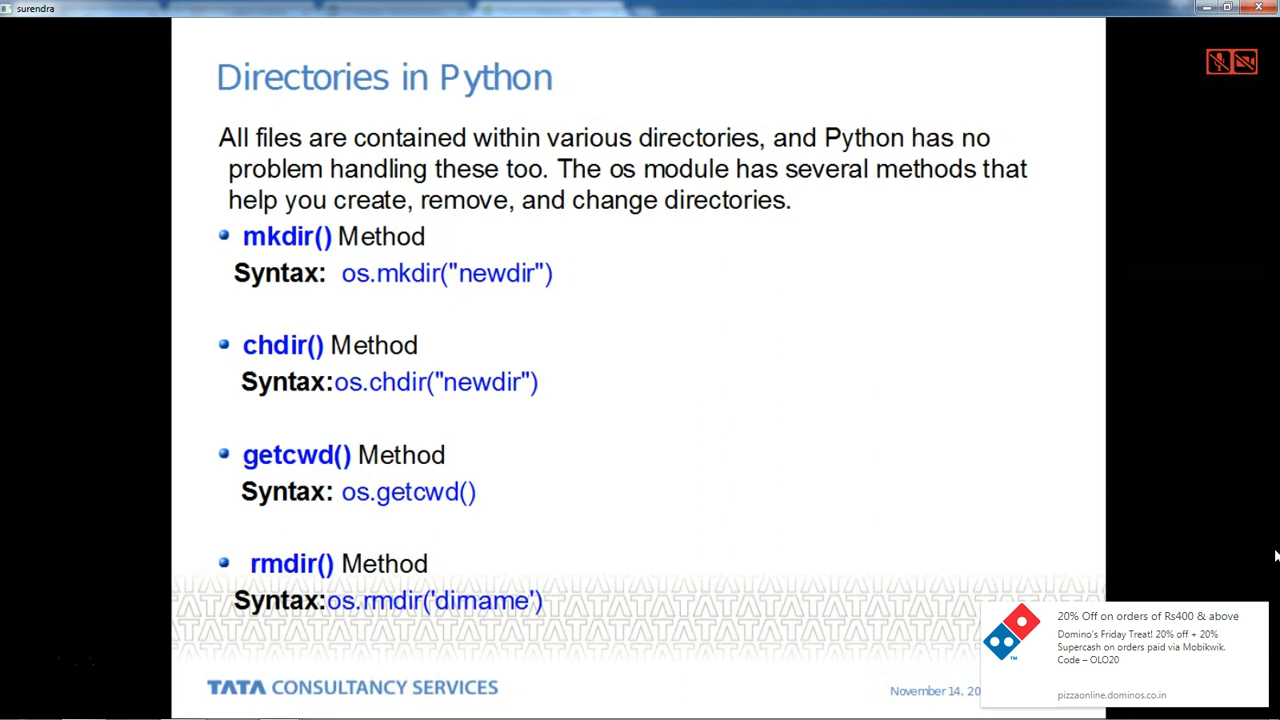 surendra
Directories in Python
All files are contained within various directories, and Python has no
problem handling these too. The os module has several methods that
help you create, remove, and change directories.
mkdir() Method
Syntax: os.mkdir("newdir")
chdir() Method
Syntax:os.chdir("newdir")
getcwd() Method
Syntax: os.getcwd()
rmdir() Method
Syntax:os.rmdir('dirname')
20% Off on orders of Rs400 & above
Domino's Friday Treat! 20% off + 20%
Supercash on orders paid via Mobikwik.
Code – OLO20
pizzaonline.dominos.co.in
TATA CONSULTANCY SERVICES
November 14, 20